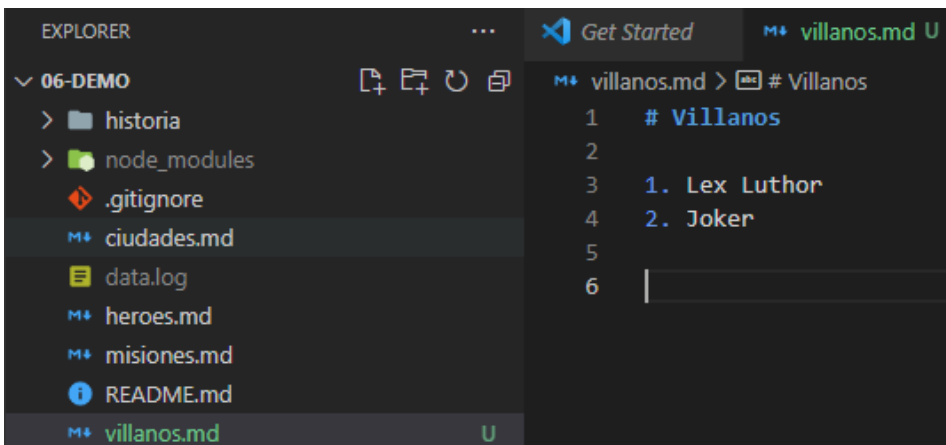 EXPLORER
06-DEMO
historia
node_modules
.gitignore
ciudades.md
data.log
heroes.md
misiones.md
README.md
villanos.md U
Get Started villanos.md U
villanos.md > # Villanos
1 # Villanos
2
3 1. Lex Luthor
4 2. Joker
5
6